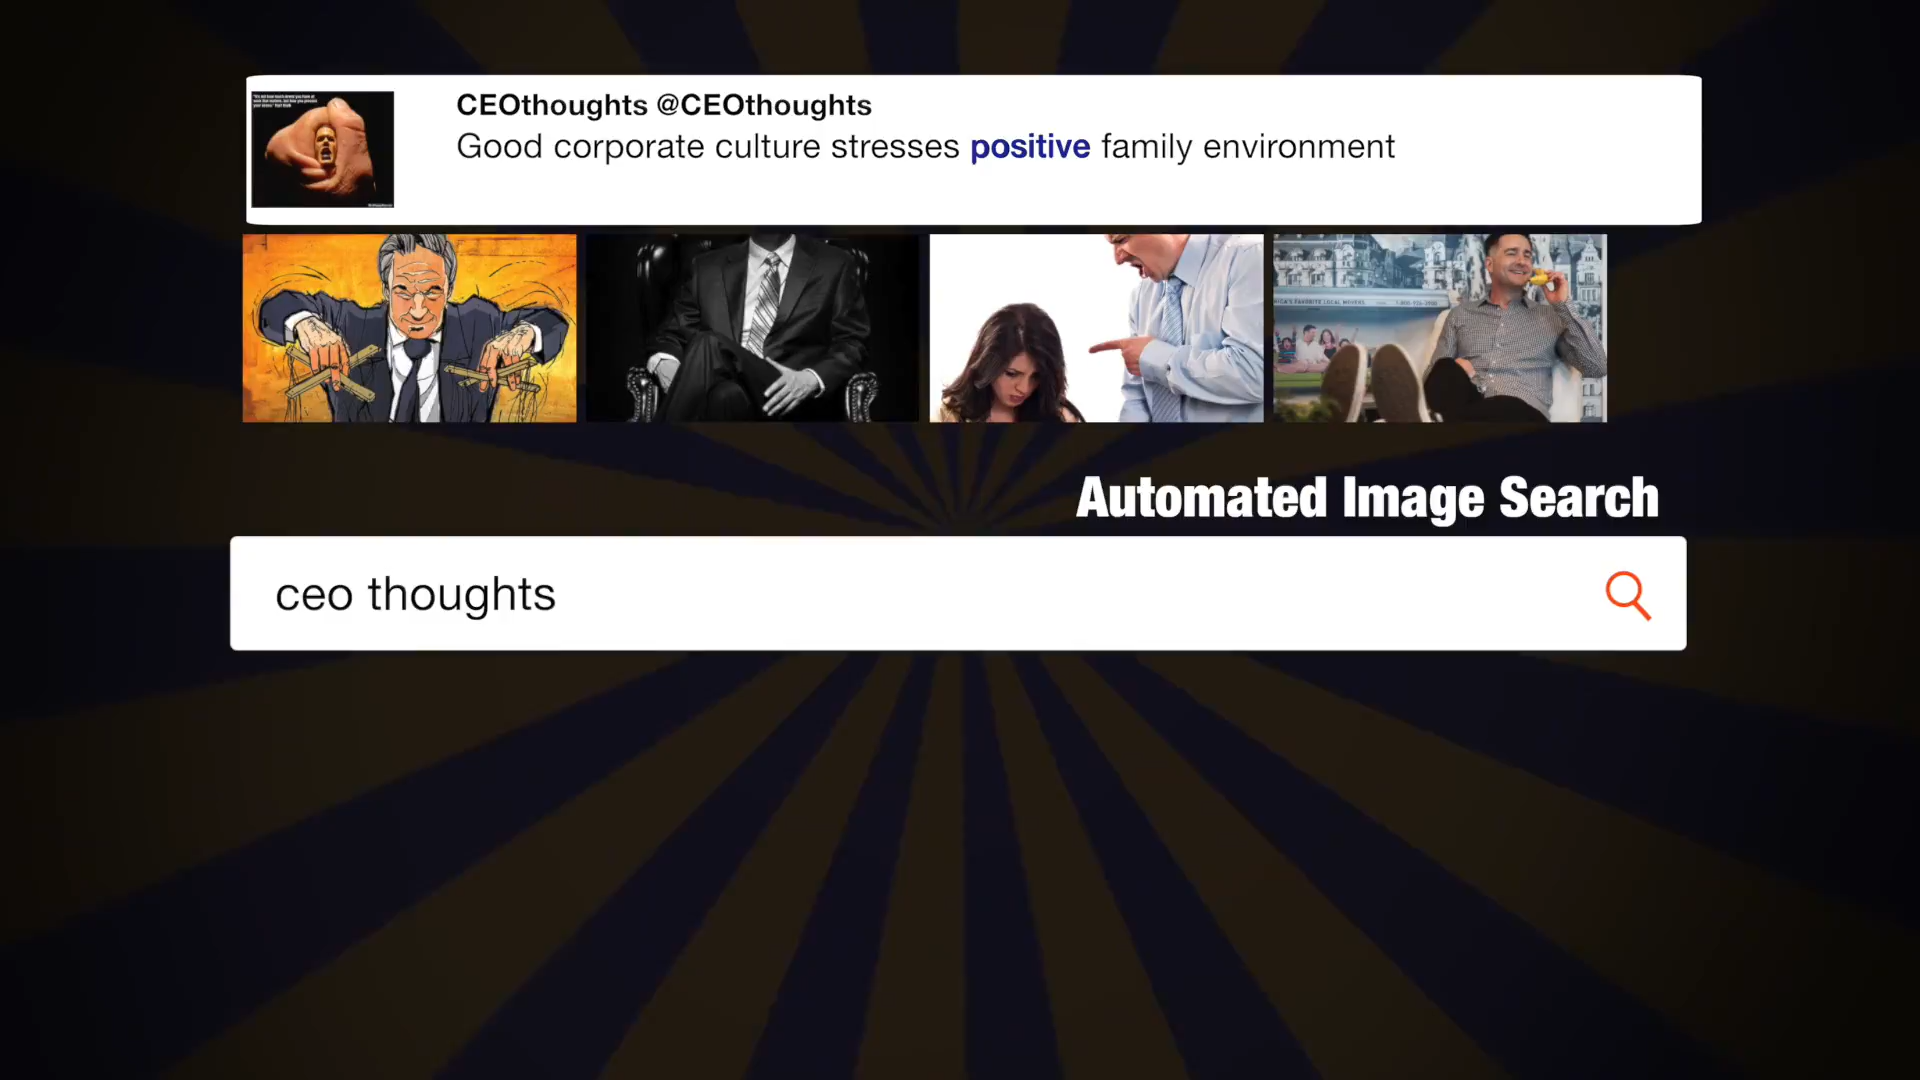 CEOthoughts @CEOthoughts
Good corporate culture stresses positive family environment
Automated Image Search
ceo thoughts